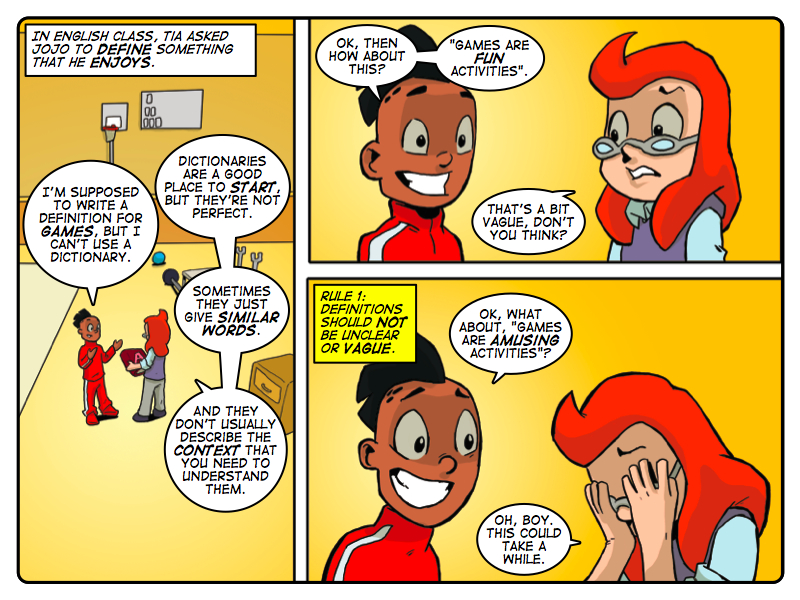 IN ENGLISH CLASS, TIA ASKED
JOJO TO DEFINE SOMETHING
THAT HE ENJOYS.
I'M SUPPOSED
TO WRITE A
DEFINITION FOR
GAMES, BUT I
CAN'T USE A
DICTIONARY.
DICTIONARIES
ARE A GOOD
PLACE TO START,
BUT THEY'RE NOT
PERFECT.
SOMETIMES
THEY JUST
GIVE SIMILAR
WORDS.
AND THEY
DON'T USUALLY
DESCRIBE THE
CONTEXT THAT
YOU NEED TO
UNDERSTAND
THEM.
OK, THEN
HOW ABOUT
THIS?
"GAMES ARE
FUN
ACTIVITIES".
THAT'S A BIT
VAGUE, DON'T
YOU THINK?
RULE 1:
DEFINITIONS
SHOULD NOT
BE UNCLEAR
OR VAGUE.
OK, WHAT
ABOUT, "GAMES
ARE AMUSING
ACTIVITIES"?
OH, BOY.
THIS COULD
TAKE A
WHILE.